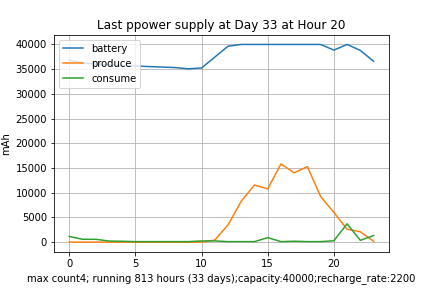 Last ppower supply at Day 33 at Hour 20
40000
35000
30000
25000
20000
15000
10000
5000
0
mAh
battery
produce
consume
0 5 10 15 20
max count4; running 813 hours (33 days);capacity:40000;recharge_rate:2200